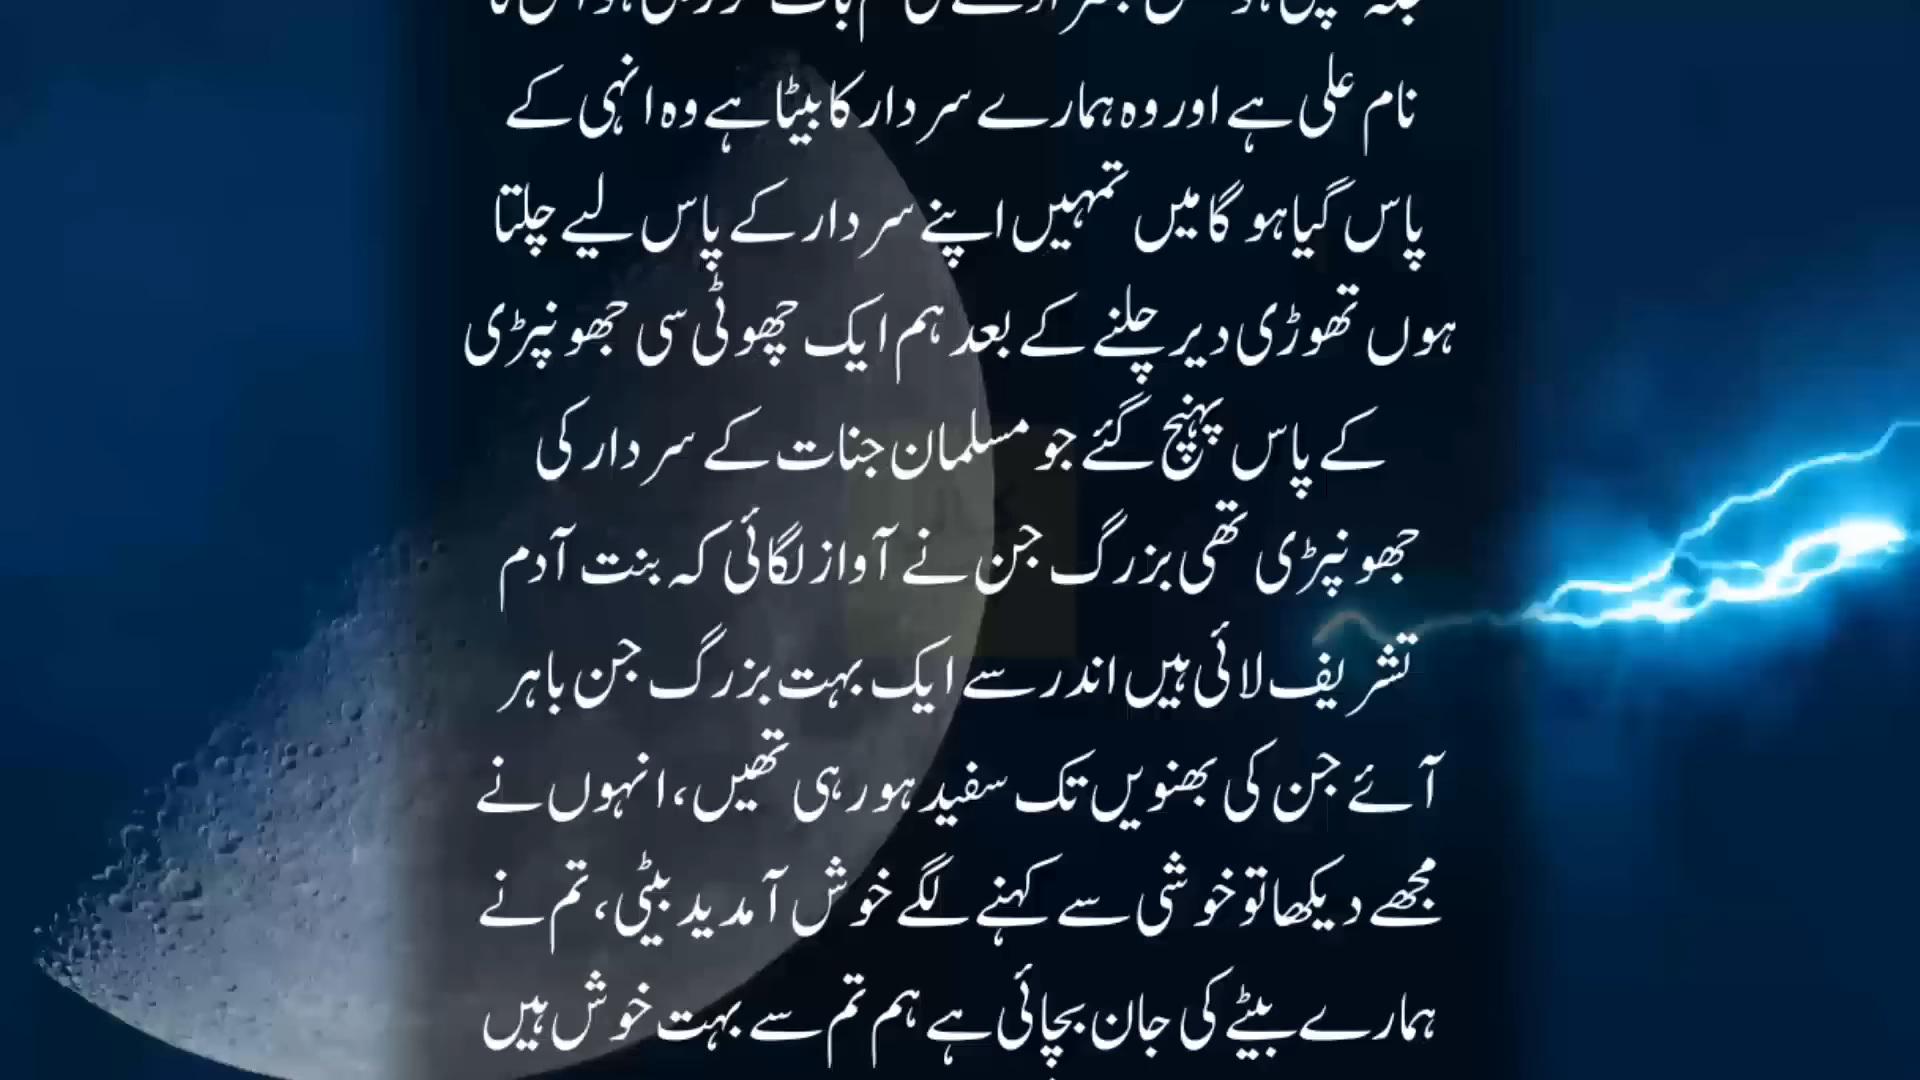 نام علی ہے اور وہ ہمارے سردار کا بیٹا ہے وہ انہی کے
پاس گیا ہو گا میں تمہیں اپنے سردار کے پاس لیے چلتا
ہوں تھوڑی دیر چلنے کے بعد ہم ایک چھوٹی سی جھونپڑی
کے پاس پہنچ گئے جو مسلمان جنات کے سردار کی
جھونپڑی تھی بزرگ جن نے آواز لگائی کہ بنت آدم
تشریف لائی ہیں اندر سے ایک بہت بزرگ جن باہر
آئے جن کی بھنویں تک سفید ہو رہی تھیں، انہوں نے
مجھے دیکھا تو خوشی سے کہنے لگے خوش آمدید بیٹی، تم نے
ہمارے بیٹے کی جان بچائی ہے ہم تم سے بہت خوش ہیں